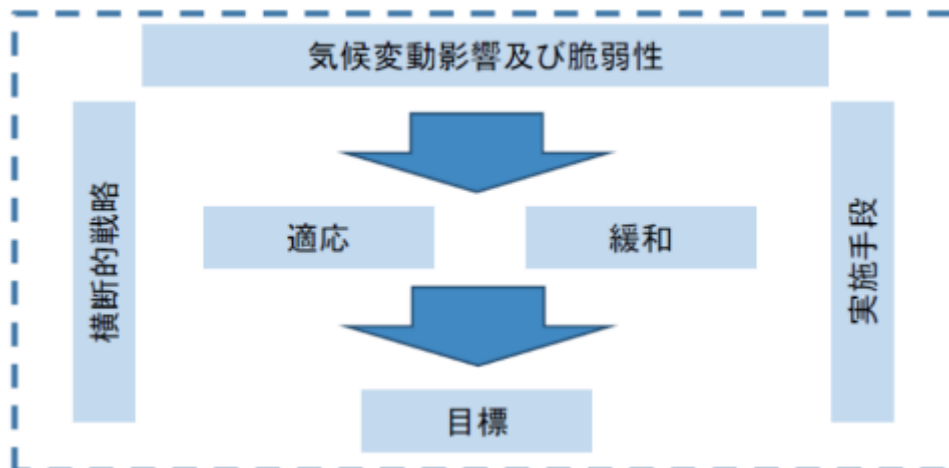 気候変動影響及び脆弱性
横断的戦略
適応
緩和
実施手段
目標